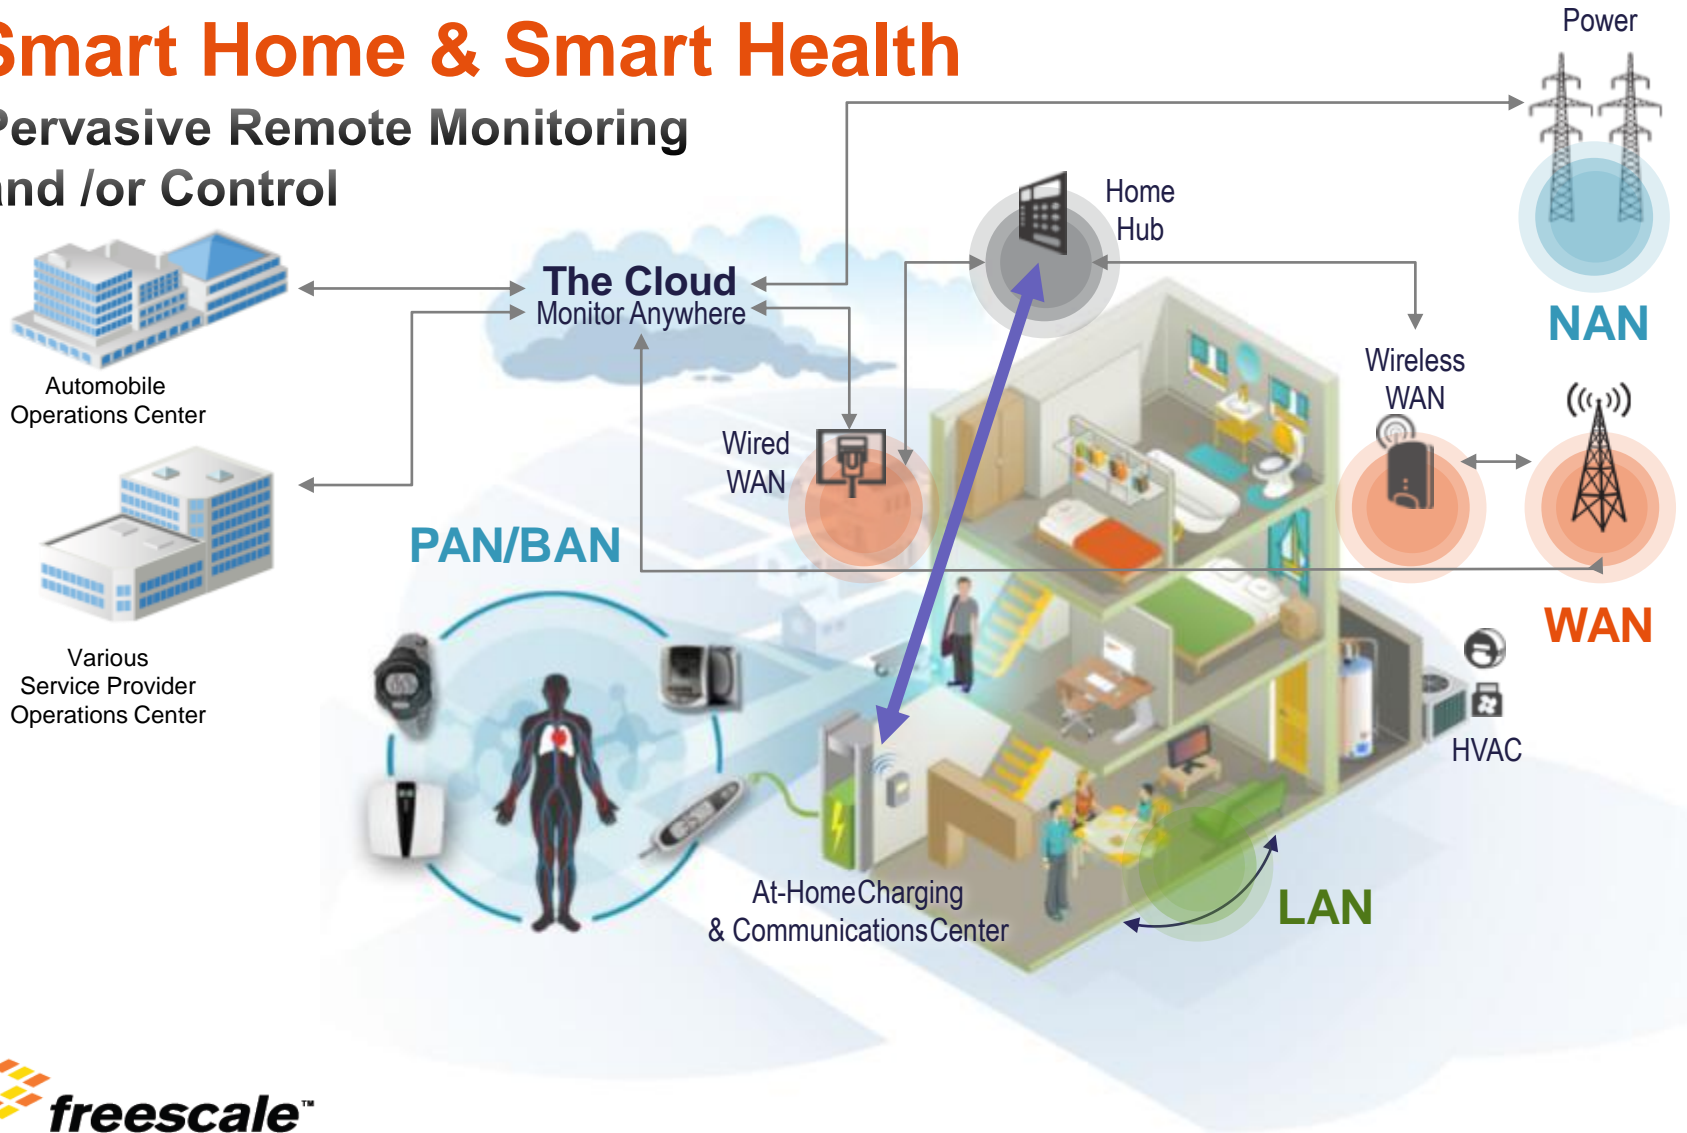 Smart Home & Smart Health
Pervasive Remote Monitoring
and /or Control
Power
Home
Hub
The Cloud
Monitor Anywhere
NAN
Automobile
Operations Center
Wireless
WAN
Wired
WAN
PAN/BAN
WAN
Various
Service Provider
Operations Center
HVAC
At-Home Charging
& Communications Center
LAN
freescale™